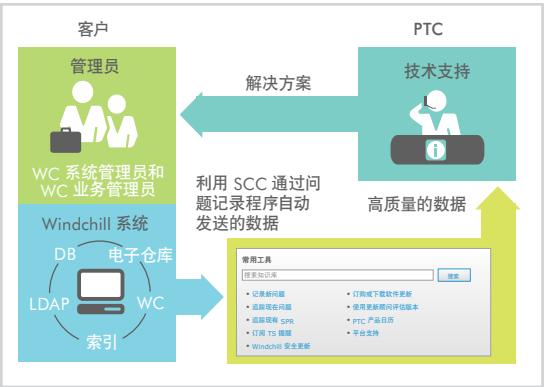 客户
PTC
管理员
技术支持
解决方案
WC 系统管理员和
WC 业务管理员
利用 SCC 通过问
题记录程序自动
发送的数据
高质量的数据
Windchill 系统
DB
电子仓库
LDAP
WC
索引
常用工具
搜索知识库
搜索
• 记录新问题
• 追踪现在问题
• 追踪现有 SPR
• 订阅 TS 提醒
• Windchill 安全更新
• 订购或下载软件更新
• 使用更新顾问评估版本
• PTC 产品日历
• 平台支持